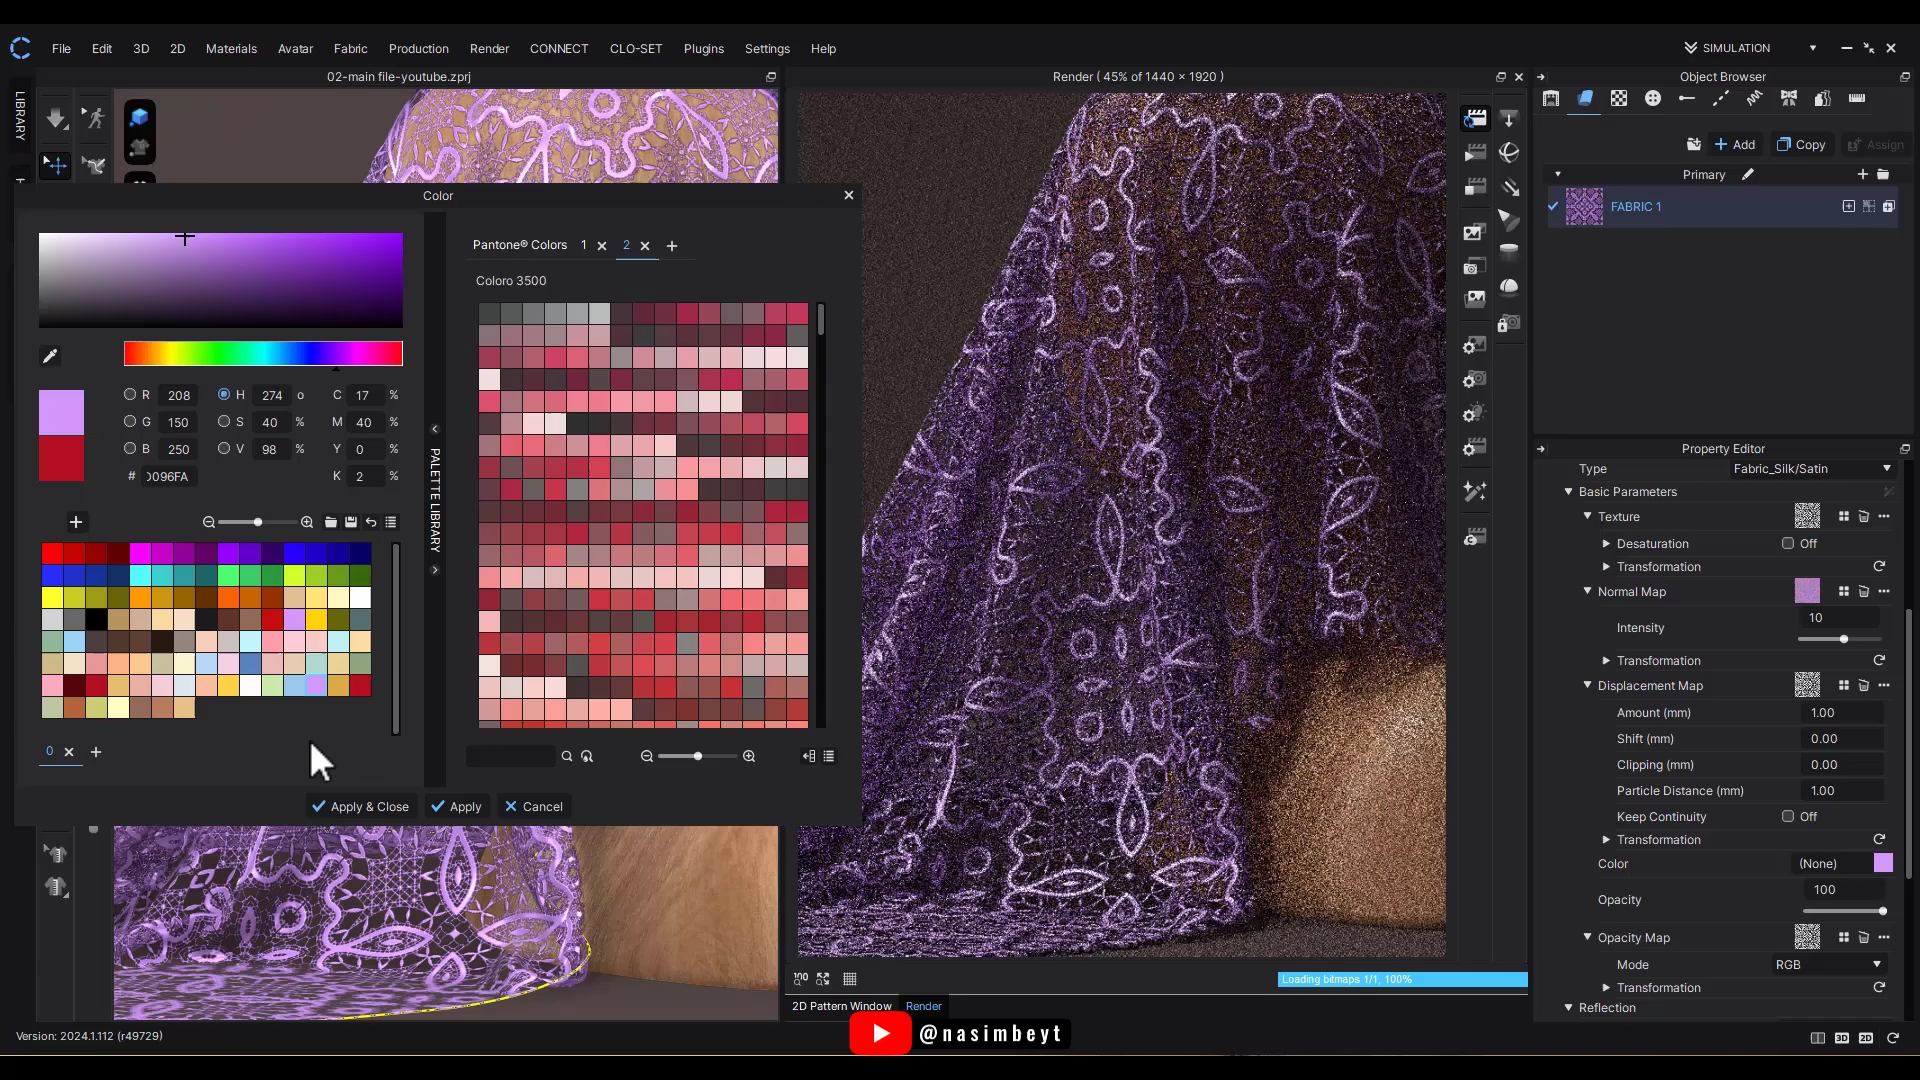 File Edit 3D 2D Materials Avatar Fabric Production Render CONNECT CLO-SET Plugins Settings Help
SIMULATION
02-main file-youtube.zprj
Render ( 45% of 1440 × 1920 )
Object Browser
LIBRARY
Add Copy Assign
Primary
FABRIC 1
Color
Pantone® Colors 1 2
Coloro 3500
R 208 H 274 o C 17 %
G 150 S 40 % M 40 %
B 250 V 98 % Y 0 %
# D096FA K 2 %
PALETTE LIBRARY
0
Apply & Close Apply Cancel
Property Editor
Type Fabric_Silk/Satin
Basic Parameters
Texture
Desaturation Off
Transformation
Normal Map
Intensity 10
Transformation
Displacement Map
Amount (mm) 1.00
Shift (mm) 0.00
Clipping (mm) 0.00
Particle Distance (mm) 1.00
Keep Continuity Off
Transformation
Color (None)
Opacity 100
Opacity Map
Mode RGB
Transformation
Reflection
100
Loading bitmaps 1/1, 100%
2D Pattern Window Render
@nasimbeyt
Version: 2024.1.112 (r49729)
3D 2D